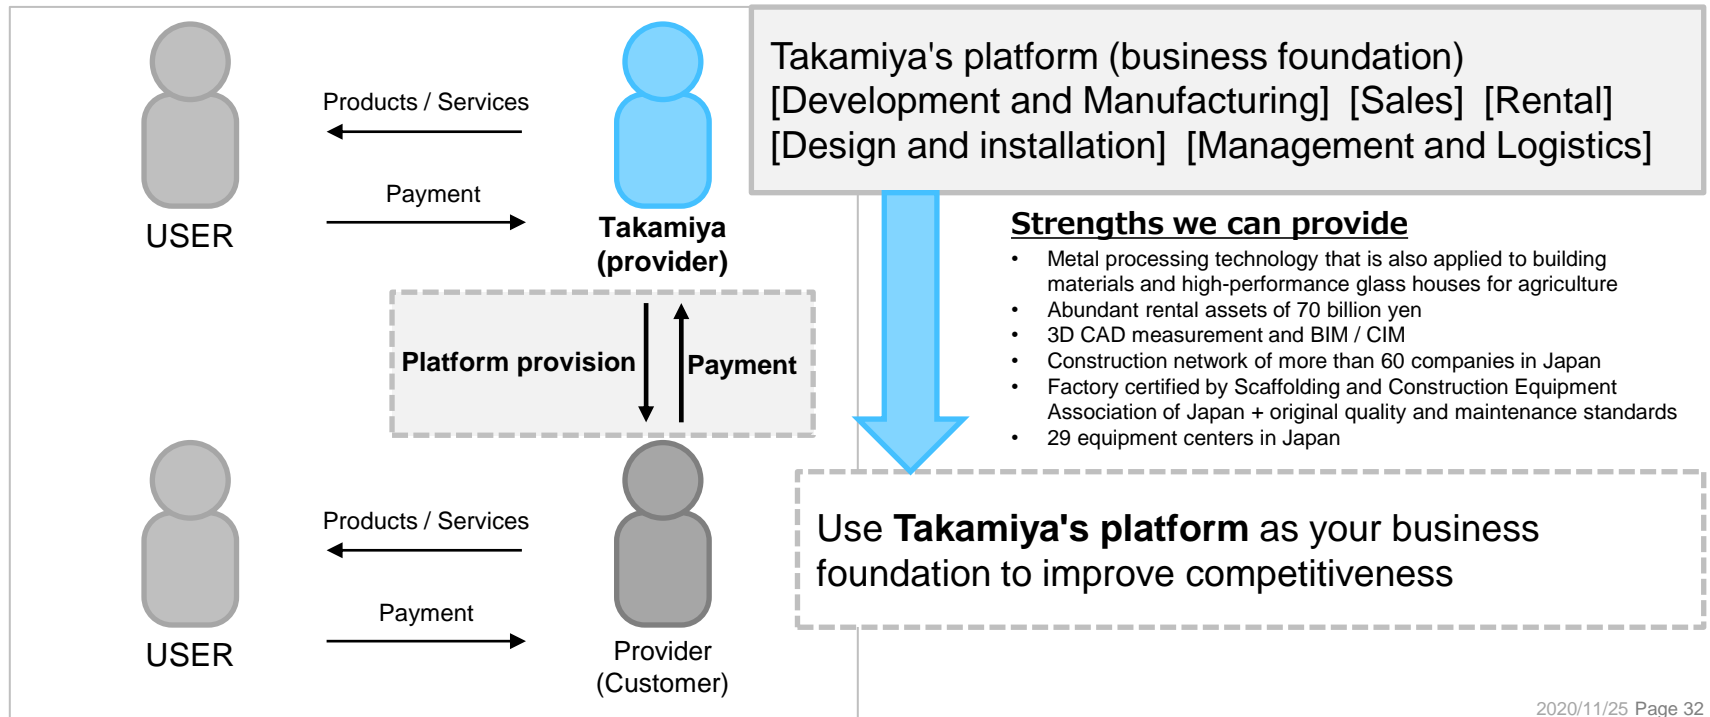 Products / Services
Payment
USER
Takamiya
(provider)
Platform provision
Payment
Products / Services
Payment
USER
Provider
(Customer)
Takamiya's platform (business foundation)
[Development and Manufacturing] [Sales] [Rental]
[Design and installation] [Management and Logistics]
Strengths we can provide
• Metal processing technology that is also applied to building
materials and high-performance glass houses for agriculture
• Abundant rental assets of 70 billion yen
• 3D CAD measurement and BIM / CIM
• Construction network of more than 60 companies in Japan
• Factory certified by Scaffolding and Construction Equipment
Association of Japan + original quality and maintenance standards
• 29 equipment centers in Japan
Use Takamiya's platform as your business
foundation to improve competitiveness
2020/11/25 Page 32